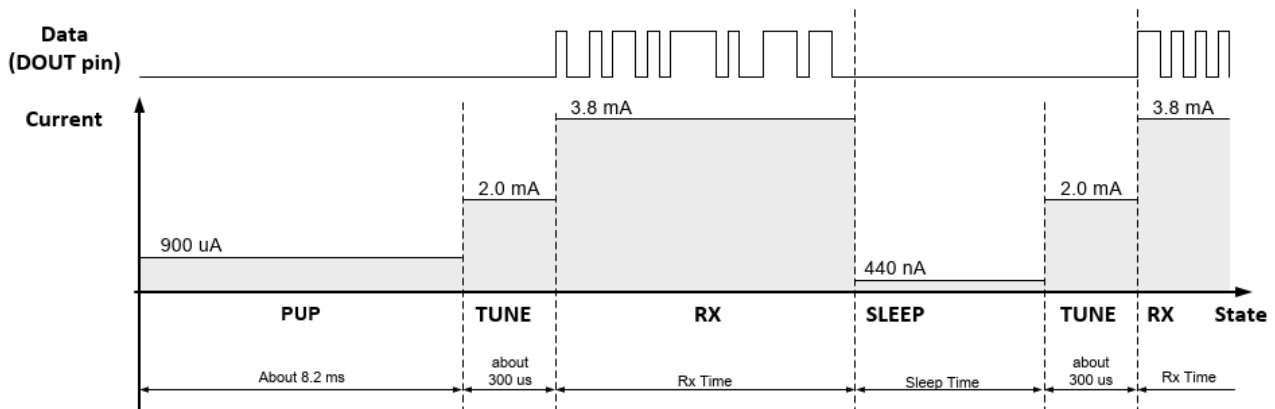 Data
(DOUT pin)
Current
3.8 mA
3.8 mA
2.0 mA
2.0 mA
900 uA
440 nA
PUP
TUNE
RX
SLEEP
TUNE
RX
State
About 8.2 ms
about
300 us
Rx Time
Sleep Time
about
300 us
Rx Time